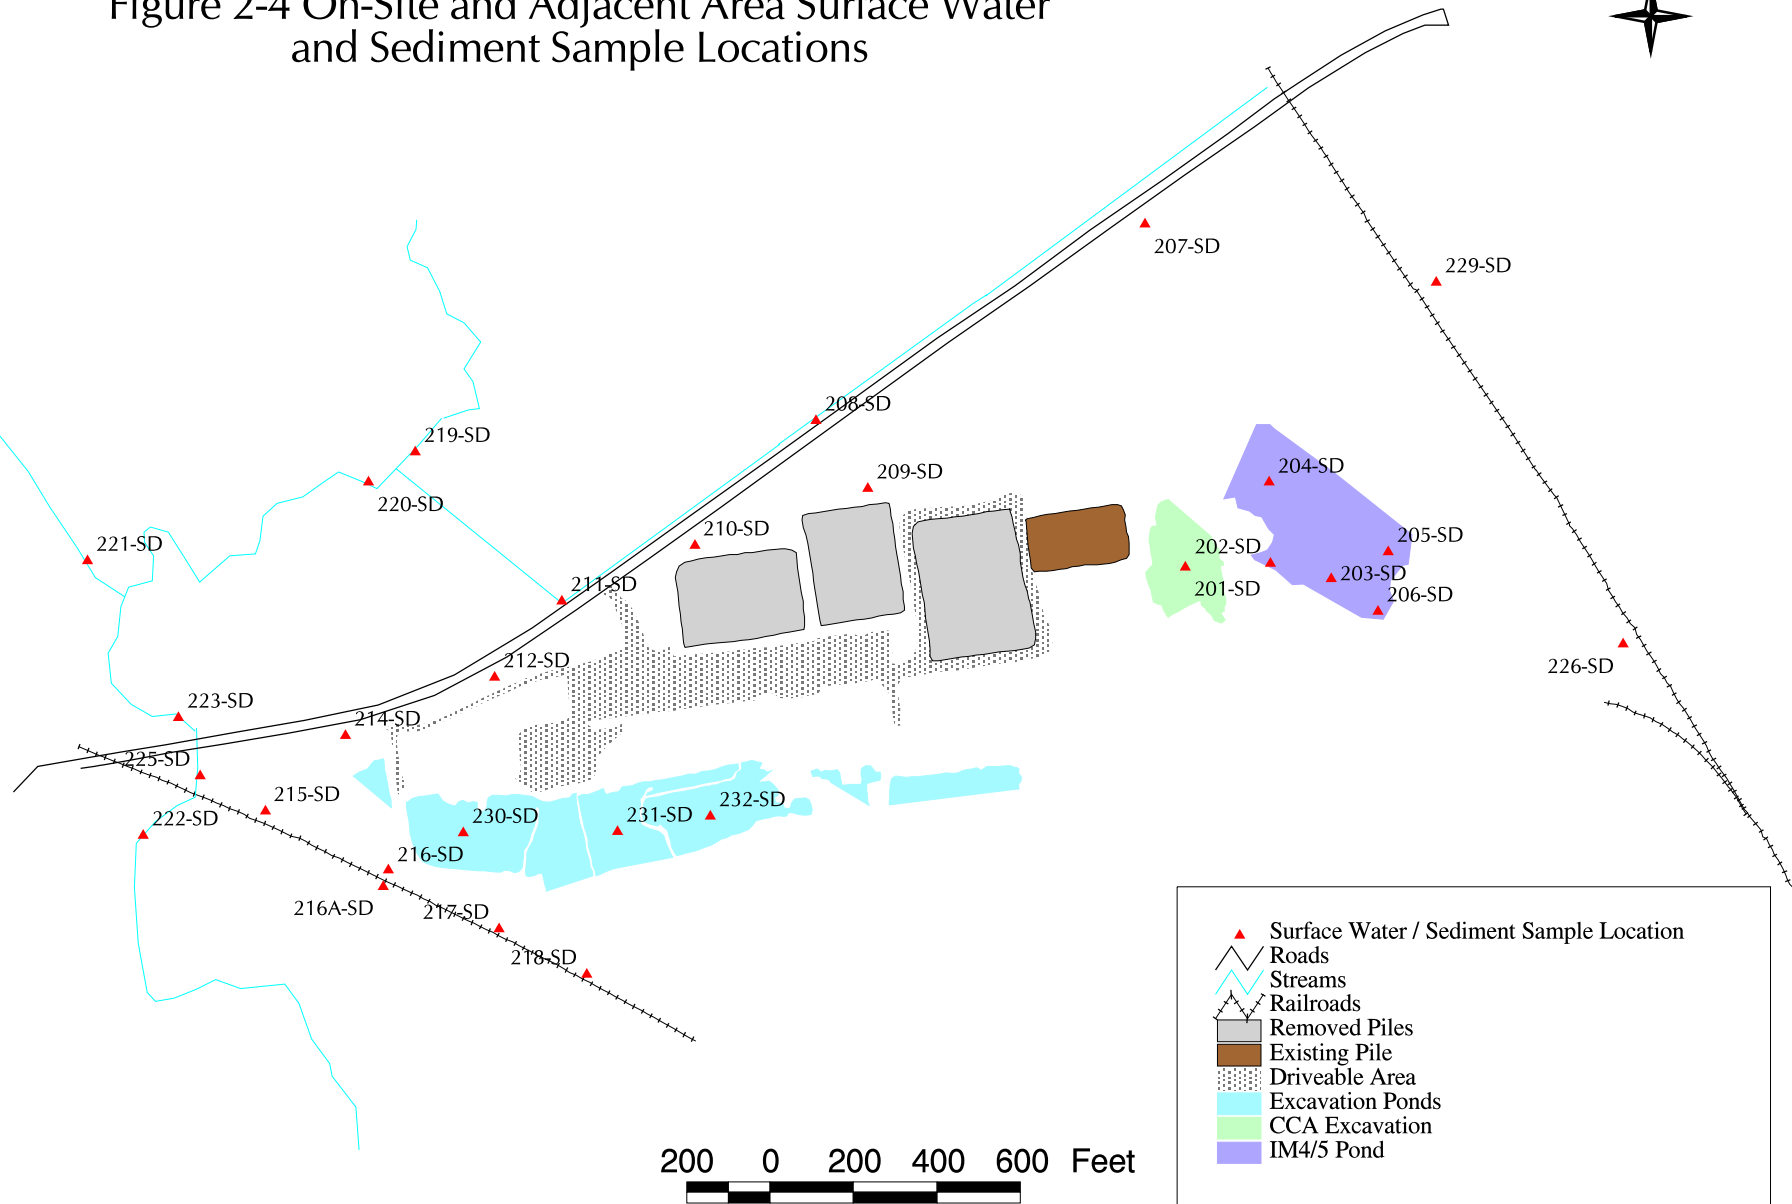 Figure 2-4 On-Site and Adjacent Area Surface Water
and Sediment Sample Locations
207-SD
229-SD
208-SD
219-SD
209-SD
204-SD
220-SD
210-SD
205-SD
221-SD
202-SD
203-SD
211-SD
201-SD
206-SD
212-SD
226-SD
223-SD
214-SD
225-SD
215-SD
232-SD
222-SD
230-SD
231-SD
216-SD
216A-SD
217-SD
218-SD
Surface Water / Sediment Sample Location
Roads
Streams
Railroads
Removed Piles
Existing Pile
Driveable Area
Excavation Ponds
CCA Excavation
IM4/5 Pond
200 0 200 400 600 Feet